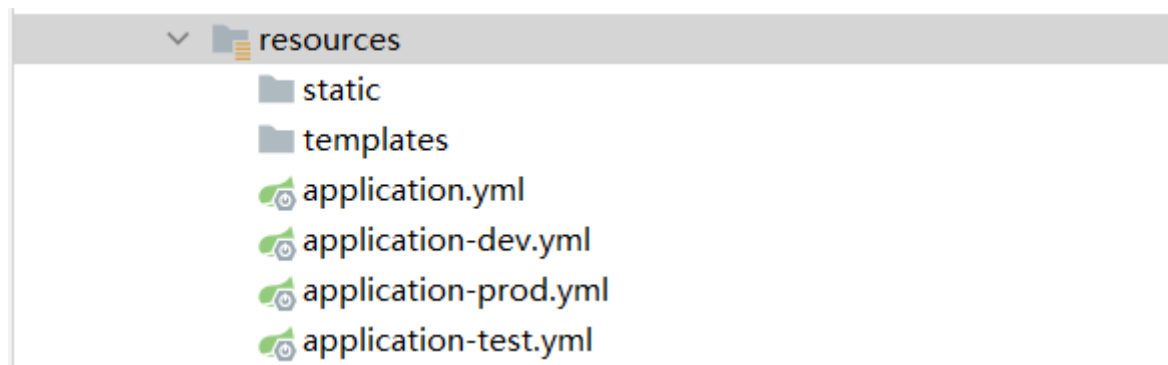 resources
static
templates
application.yml
application-dev.yml
application-prod.yml
application-test.yml